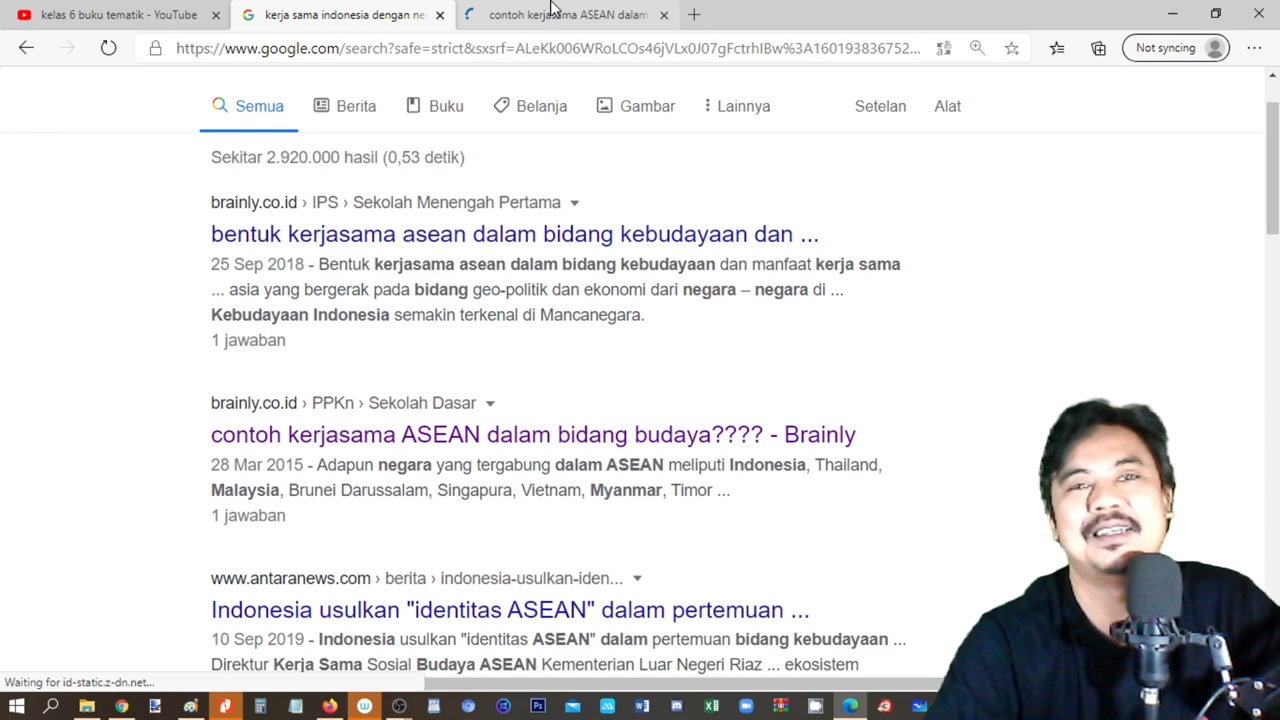 kelas 6 buku tematik - YouTube
kerja sama indonesia dengan ne
contoh kerjasama ASEAN dalam
https://www.google.com/search?safe=strict&sxsrf=ALeKk006WRoLCOs46jVLx0J07gFctrhIBw%3A160193836752...
Not syncing
Semua
Berita
Buku
Belanja
Gambar
Lainnya
Setelan
Alat
Sekitar 2.920.000 hasil (0,53 detik)
brainly.co.id › IPS › Sekolah Menengah Pertama
bentuk kerjasama asean dalam bidang kebudayaan dan ...
25 Sep 2018 - Bentuk kerjasama asean dalam bidang kebudayaan dan manfaat kerja sama
... asia yang bergerak pada bidang geo-politik dan ekonomi dari negara – negara di ...
Kebudayaan Indonesia semakin terkenal di Mancanegara.
1 jawaban
brainly.co.id › PPKn › Sekolah Dasar
contoh kerjasama ASEAN dalam bidang budaya???? - Brainly
28 Mar 2015 - Adapun negara yang tergabung dalam ASEAN meliputi Indonesia, Thailand,
Malaysia, Brunei Darussalam, Singapura, Vietnam, Myanmar, Timor ...
1 jawaban
www.antaranews.com › berita › indonesia-usulkan-iden...
Indonesia usulkan "identitas ASEAN" dalam pertemuan ...
10 Sep 2019 - Indonesia usulkan "identitas ASEAN" dalam pertemuan bidang kebudayaan ...
Direktur Kerja Sama Sosial Budaya ASEAN Kementerian Luar Negeri Riaz ... ekosistem
Waiting for id-static.z-dn.net...